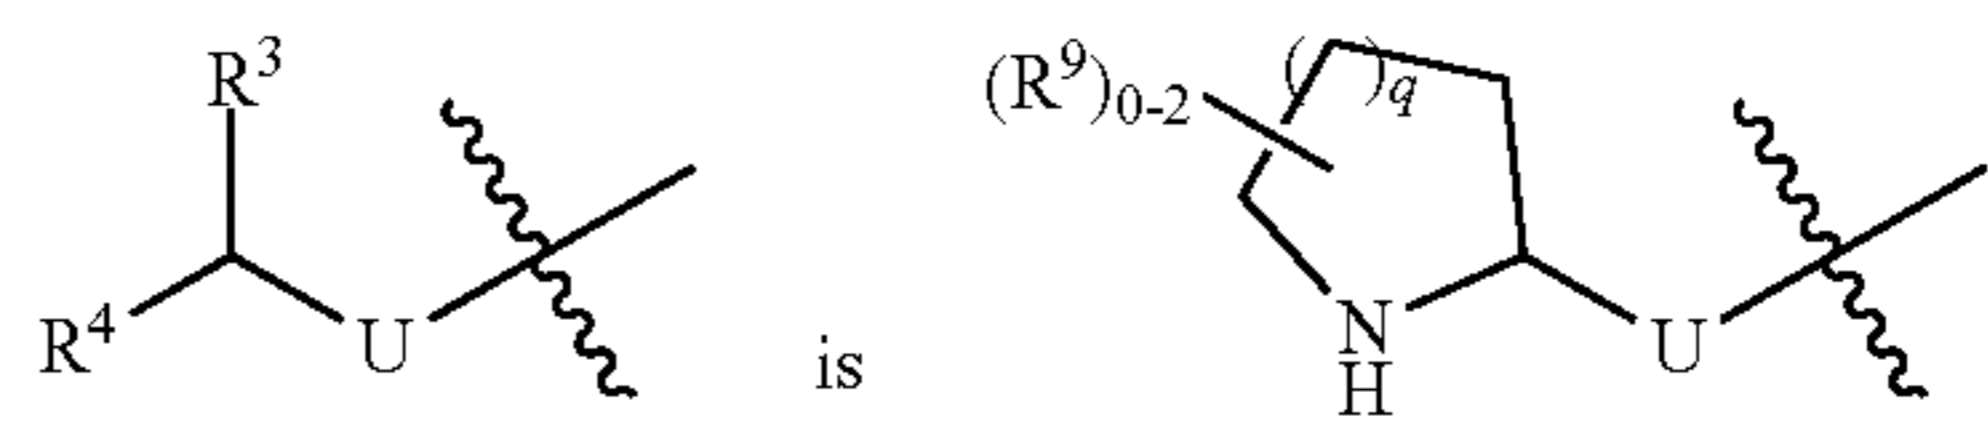 R³
(R⁹)₀₋₂ ( )q
R⁴ U is N H U